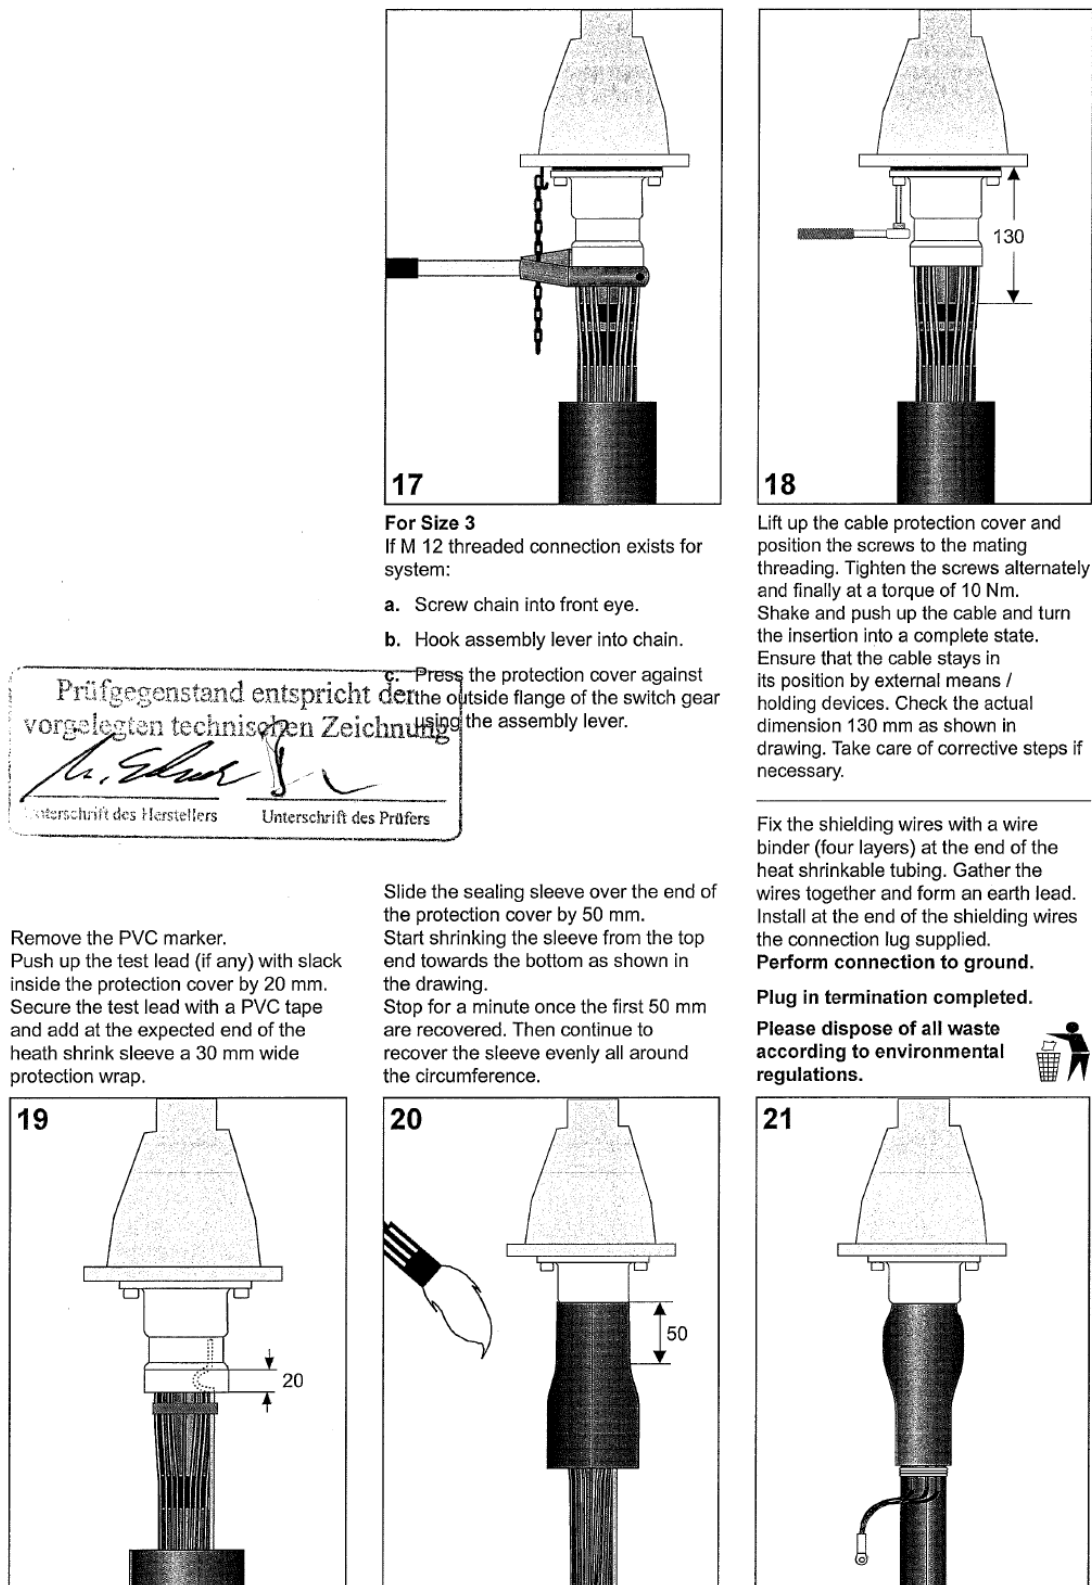 17
For Size 3
If M 12 threaded connection exists for
system:
a. Screw chain into front eye.
b. Hook assembly lever into chain.
c. Press the protection cover against
the outside flange of the switch gear
using the assembly lever.
130
18
Lift up the cable protection cover and
position the screws to the mating
threading. Tighten the screws alternately
and finally at a torque of 10 Nm.
Shake and push up the cable and turn
the insertion into a complete state.
Ensure that the cable stays in
its position by external means /
holding devices. Check the actual
dimension 130 mm as shown in
drawing. Take care of corrective steps if
necessary.
Prüfgegenstand entspricht der
vorgelegten technischen Zeichnung
Unterschrift des Herstellers
Unterschrift des Prüfers
Remove the PVC marker.
Push up the test lead (if any) with slack
inside the protection cover by 20 mm.
Secure the test lead with a PVC tape
and add at the expected end of the
heath shrink sleeve a 30 mm wide
protection wrap.
19
20
Slide the sealing sleeve over the end of
the protection cover by 50 mm.
Start shrinking the sleeve from the top
end towards the bottom as shown in
the drawing.
Stop for a minute once the first 50 mm
are recovered. Then continue to
recover the sleeve evenly all around
the circumference.
20
50
Fix the shielding wires with a wire
binder (four layers) at the end of the
heat shrinkable tubing. Gather the
wires together and form an earth lead.
Install at the end of the shielding wires
the connection lug supplied.
Perform connection to ground.
Plug in termination completed.
Please dispose of all waste
according to environmental
regulations.
21